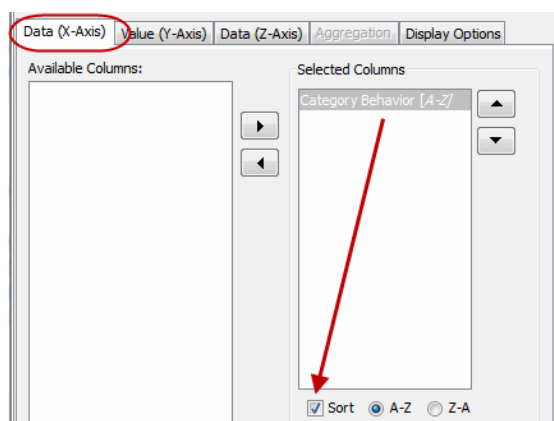 Data (X-Axis) Value (Y-Axis) Data (Z-Axis) Aggregation Display Options
Available Columns: Selected Columns
Category Behavior [A-Z]
Sort A-Z Z-A